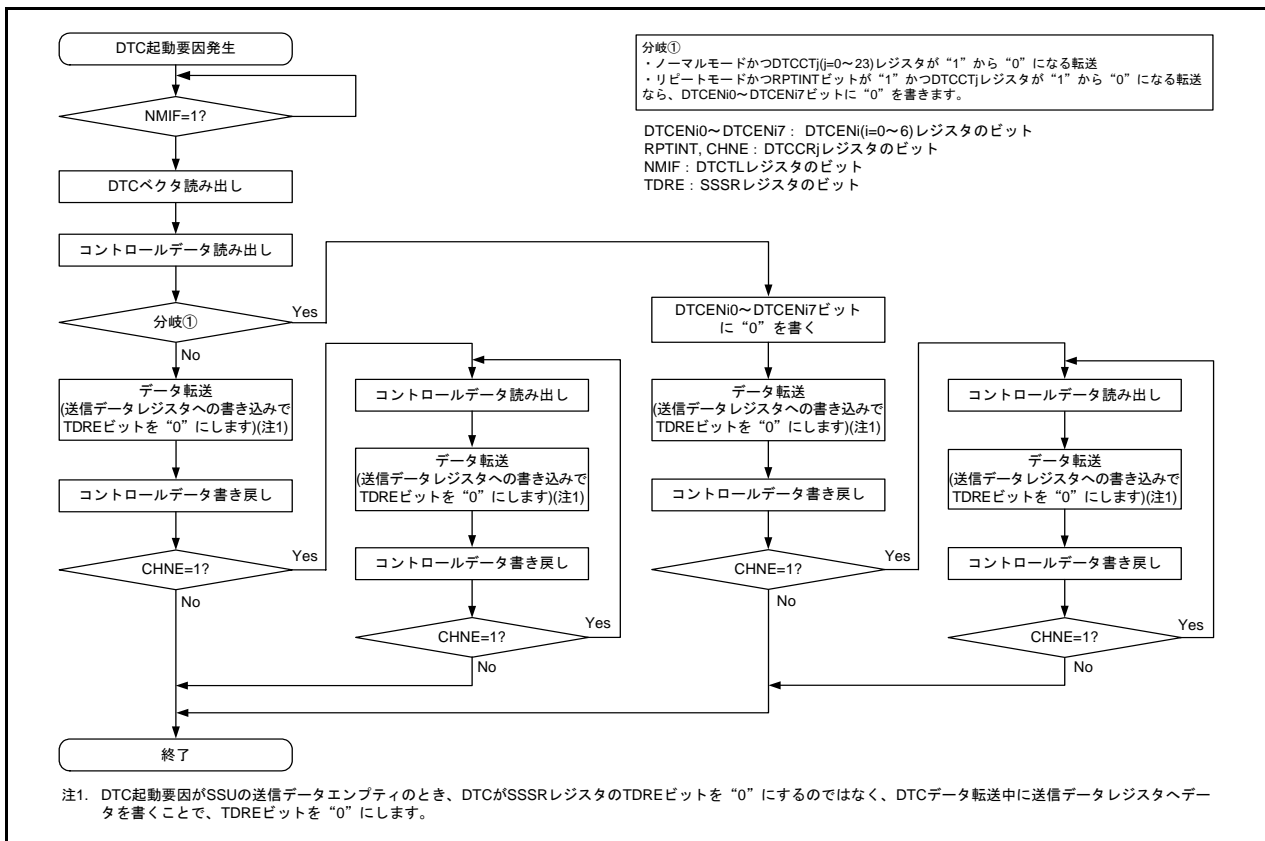 DTC起動要因発生
NMIF=1?
DTCベクタ読み出し
コントロールデータ読み出し
分岐①
Yes
No
データ転送
(送信データレジスタへの書き込みで
TDREビットを“0”にします)(注1)
コントロールデータ書き戻し
CHNE=1?
Yes
No
コントロールデータ読み出し
データ転送
(送信データレジスタへの書き込みで
TDREビットを“0”にします)(注1)
コントロールデータ書き戻し
CHNE=1?
Yes
No
終了
分岐①
・ノーマルモードかつDTCCTj(j=0～23)レジスタが“1”から“0”になる転送
・リピートモードかつRPTINTビットが“1”かつDTCCTjレジスタが“1”から“0”になる転送
なら、DTCENi0～DTCENi7ビットに“0”を書きます。
DTCENi0～DTCENi7：DTCENi(i=0～6)レジスタのビット
RPTINT, CHNE：DTCCRjレジスタのビット
NMIF：DTCTLレジスタのビット
TDRE：SSSRレジスタのビット
DTCENi0～DTCENi7ビット
に“0”を書く
データ転送
(送信データレジスタへの書き込みで
TDREビットを“0”にします)(注1)
コントロールデータ書き戻し
CHNE=1?
Yes
No
コントロールデータ読み出し
データ転送
(送信データレジスタへの書き込みで
TDREビットを“0”にします)(注1)
コントロールデータ書き戻し
CHNE=1?
Yes
No
注1. DTC起動要因がSSUの送信データエンプティのとき、DTCがSSSRレジスタのTDREビットを“0”にするのではなく、DTCデータ転送中に送信データレジスタへデー
タを書くことで、TDREビットを“0”にします。